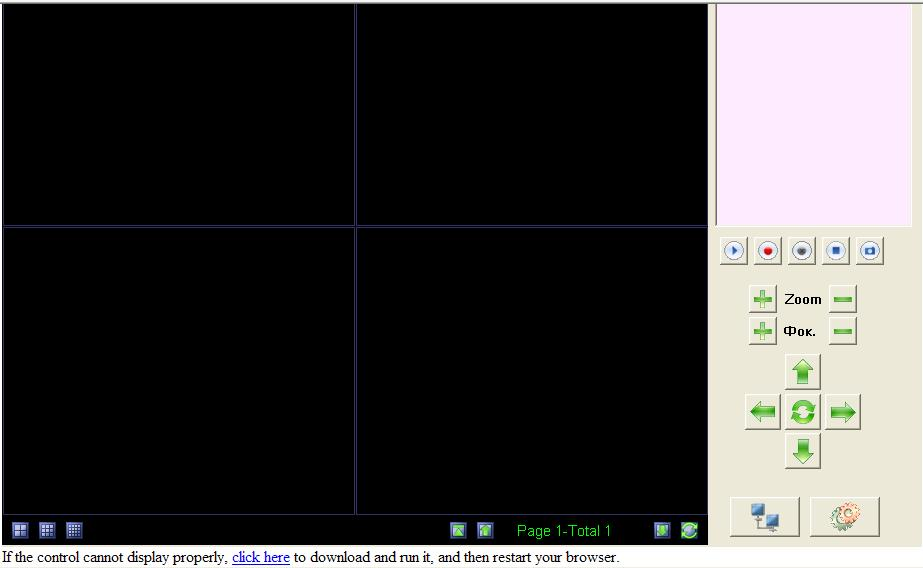 Zoom
Фок.
Page 1-Total 1
If the control cannot display properly, click here to download and run it, and then restart your browser.